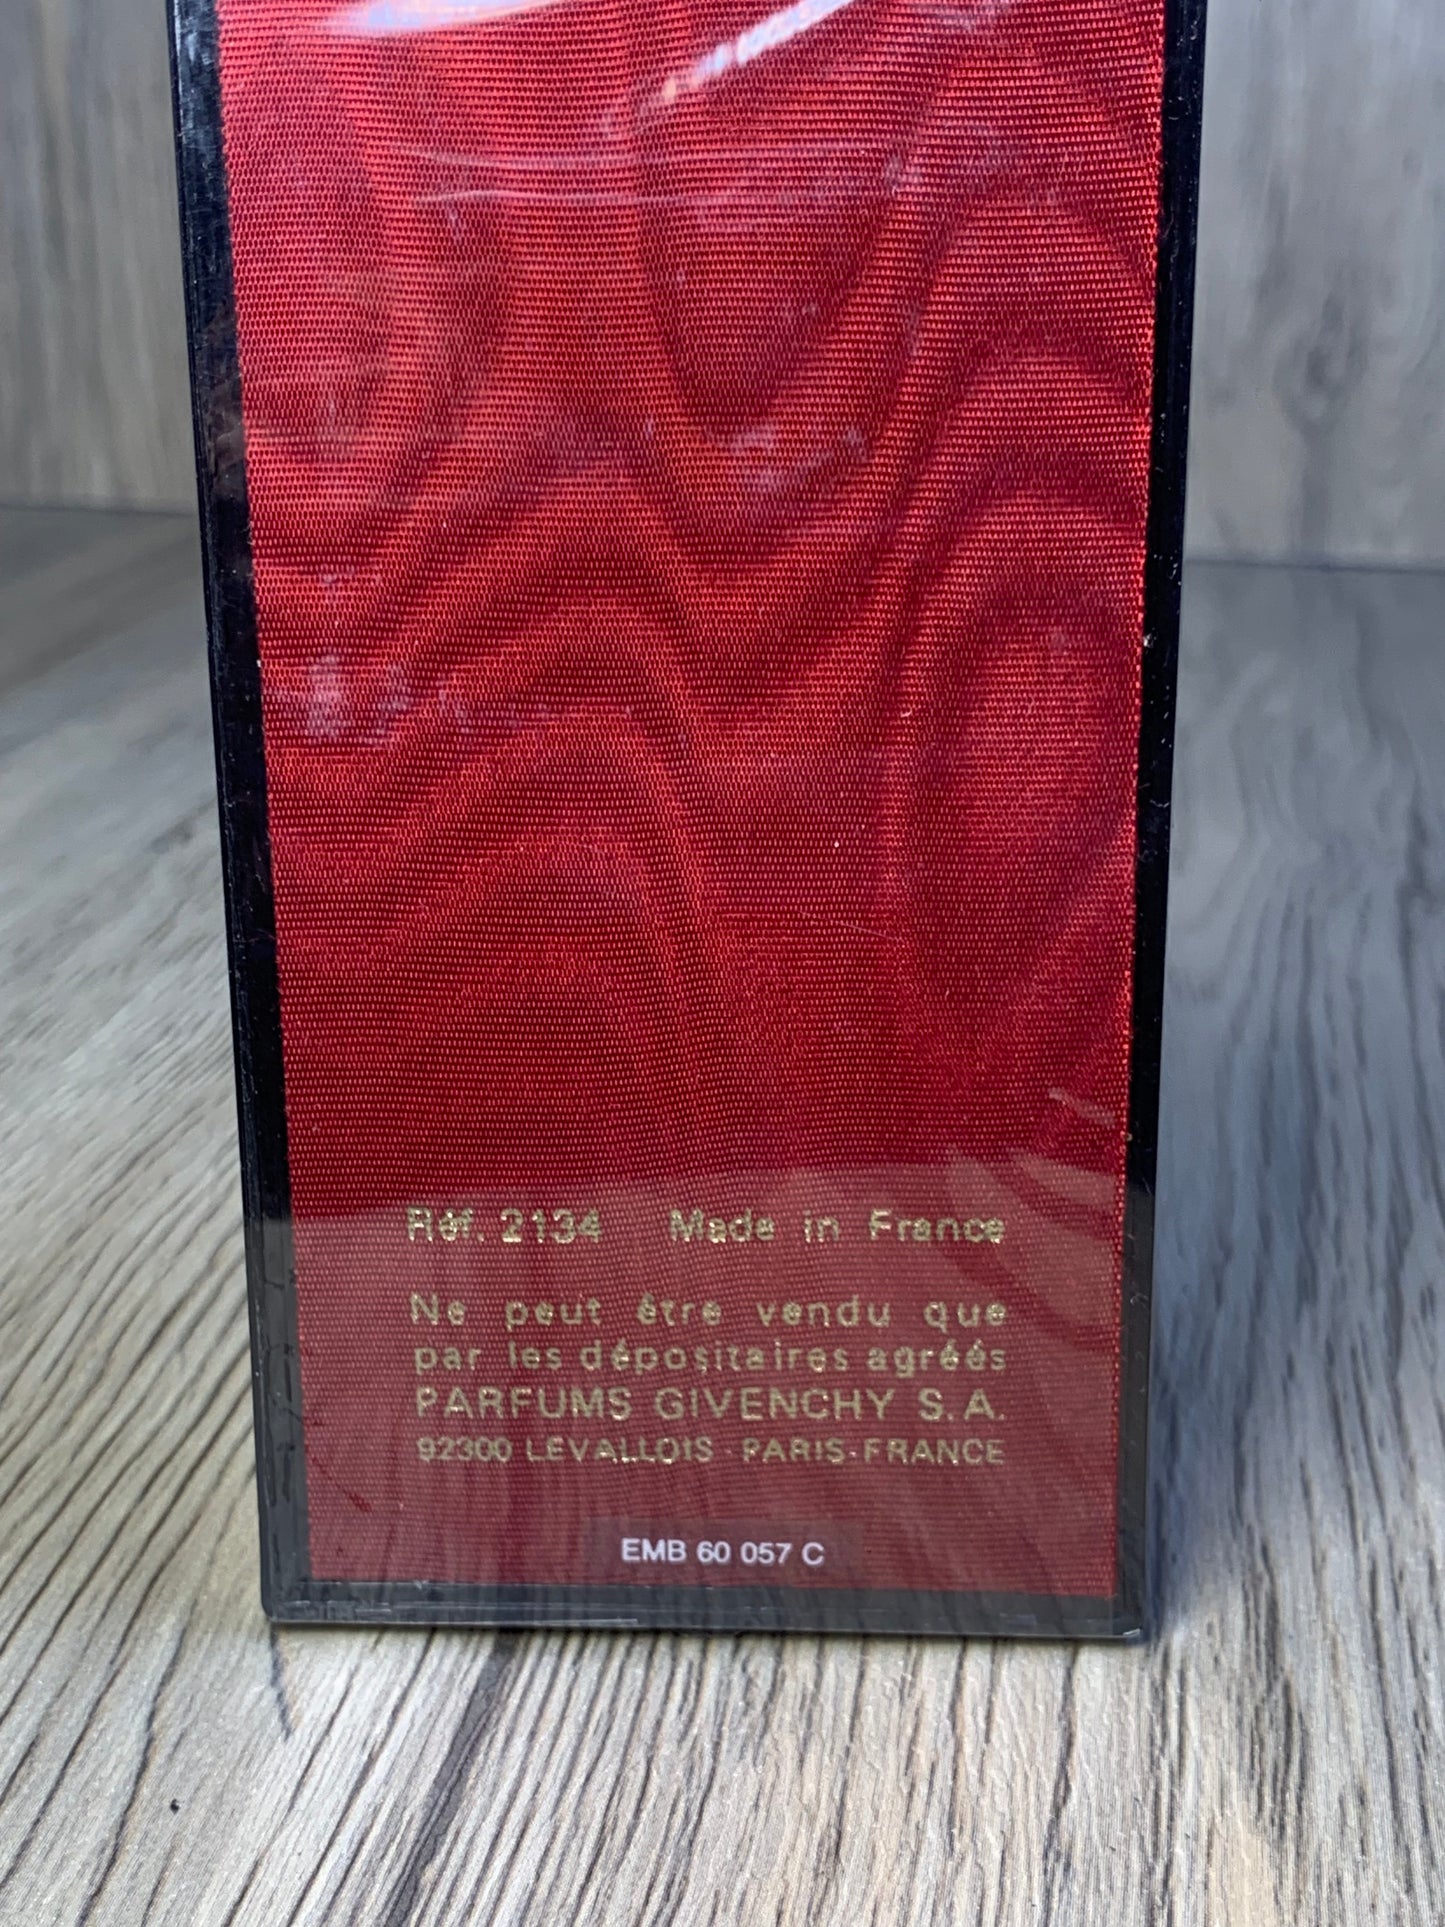 Réf. 2134 Made in France
Ne peut être vendu que
par les dépositaires agréés
PARFUMS GIVENCHY S.A.
92300 LEVALLOIS - PARIS - FRANCE
EMB 60 057 C